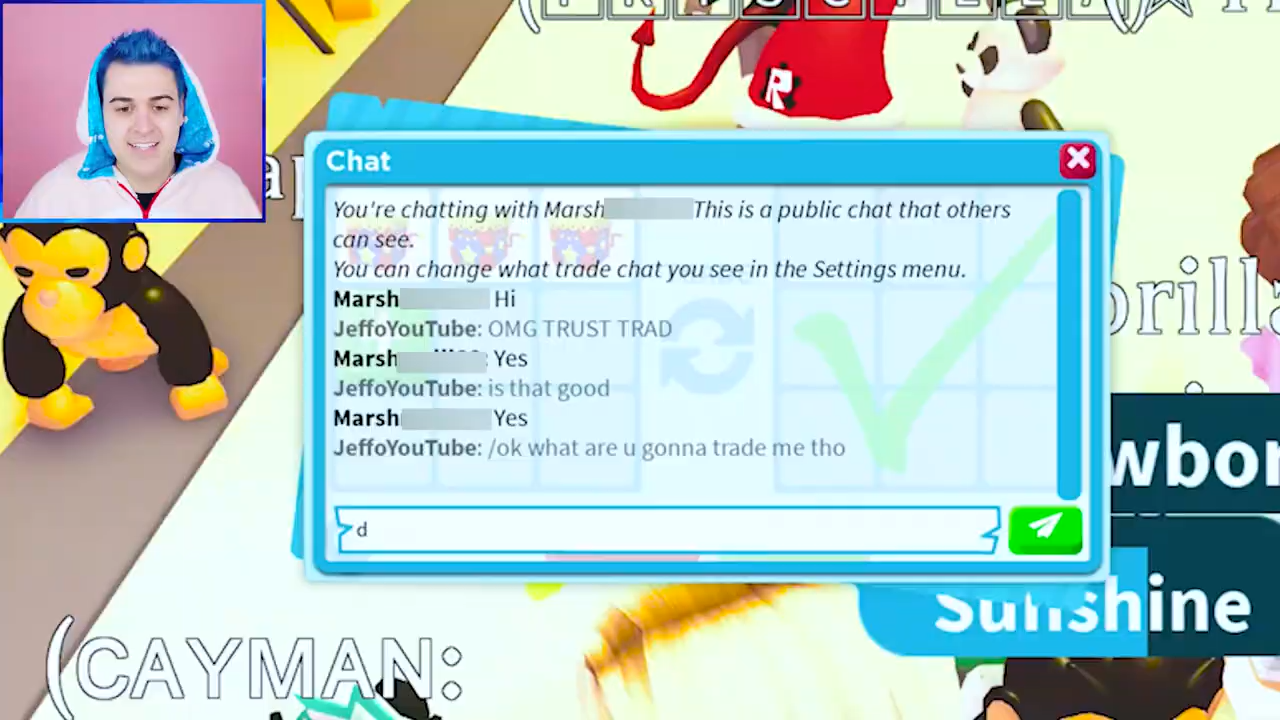 Chat
You're chatting with Marsh This is a public chat that others
can see.
You can change what trade chat you see in the Settings menu.
Marsh Hi
JeffoYouTube: OMG TRUST TRAD
Marsh : Yes
JeffoYouTube: is that good
Marsh Yes
JeffoYouTube: /ok what are u gonna trade me tho
d
orilla
wbor
Sunshine
(CAYMAN: